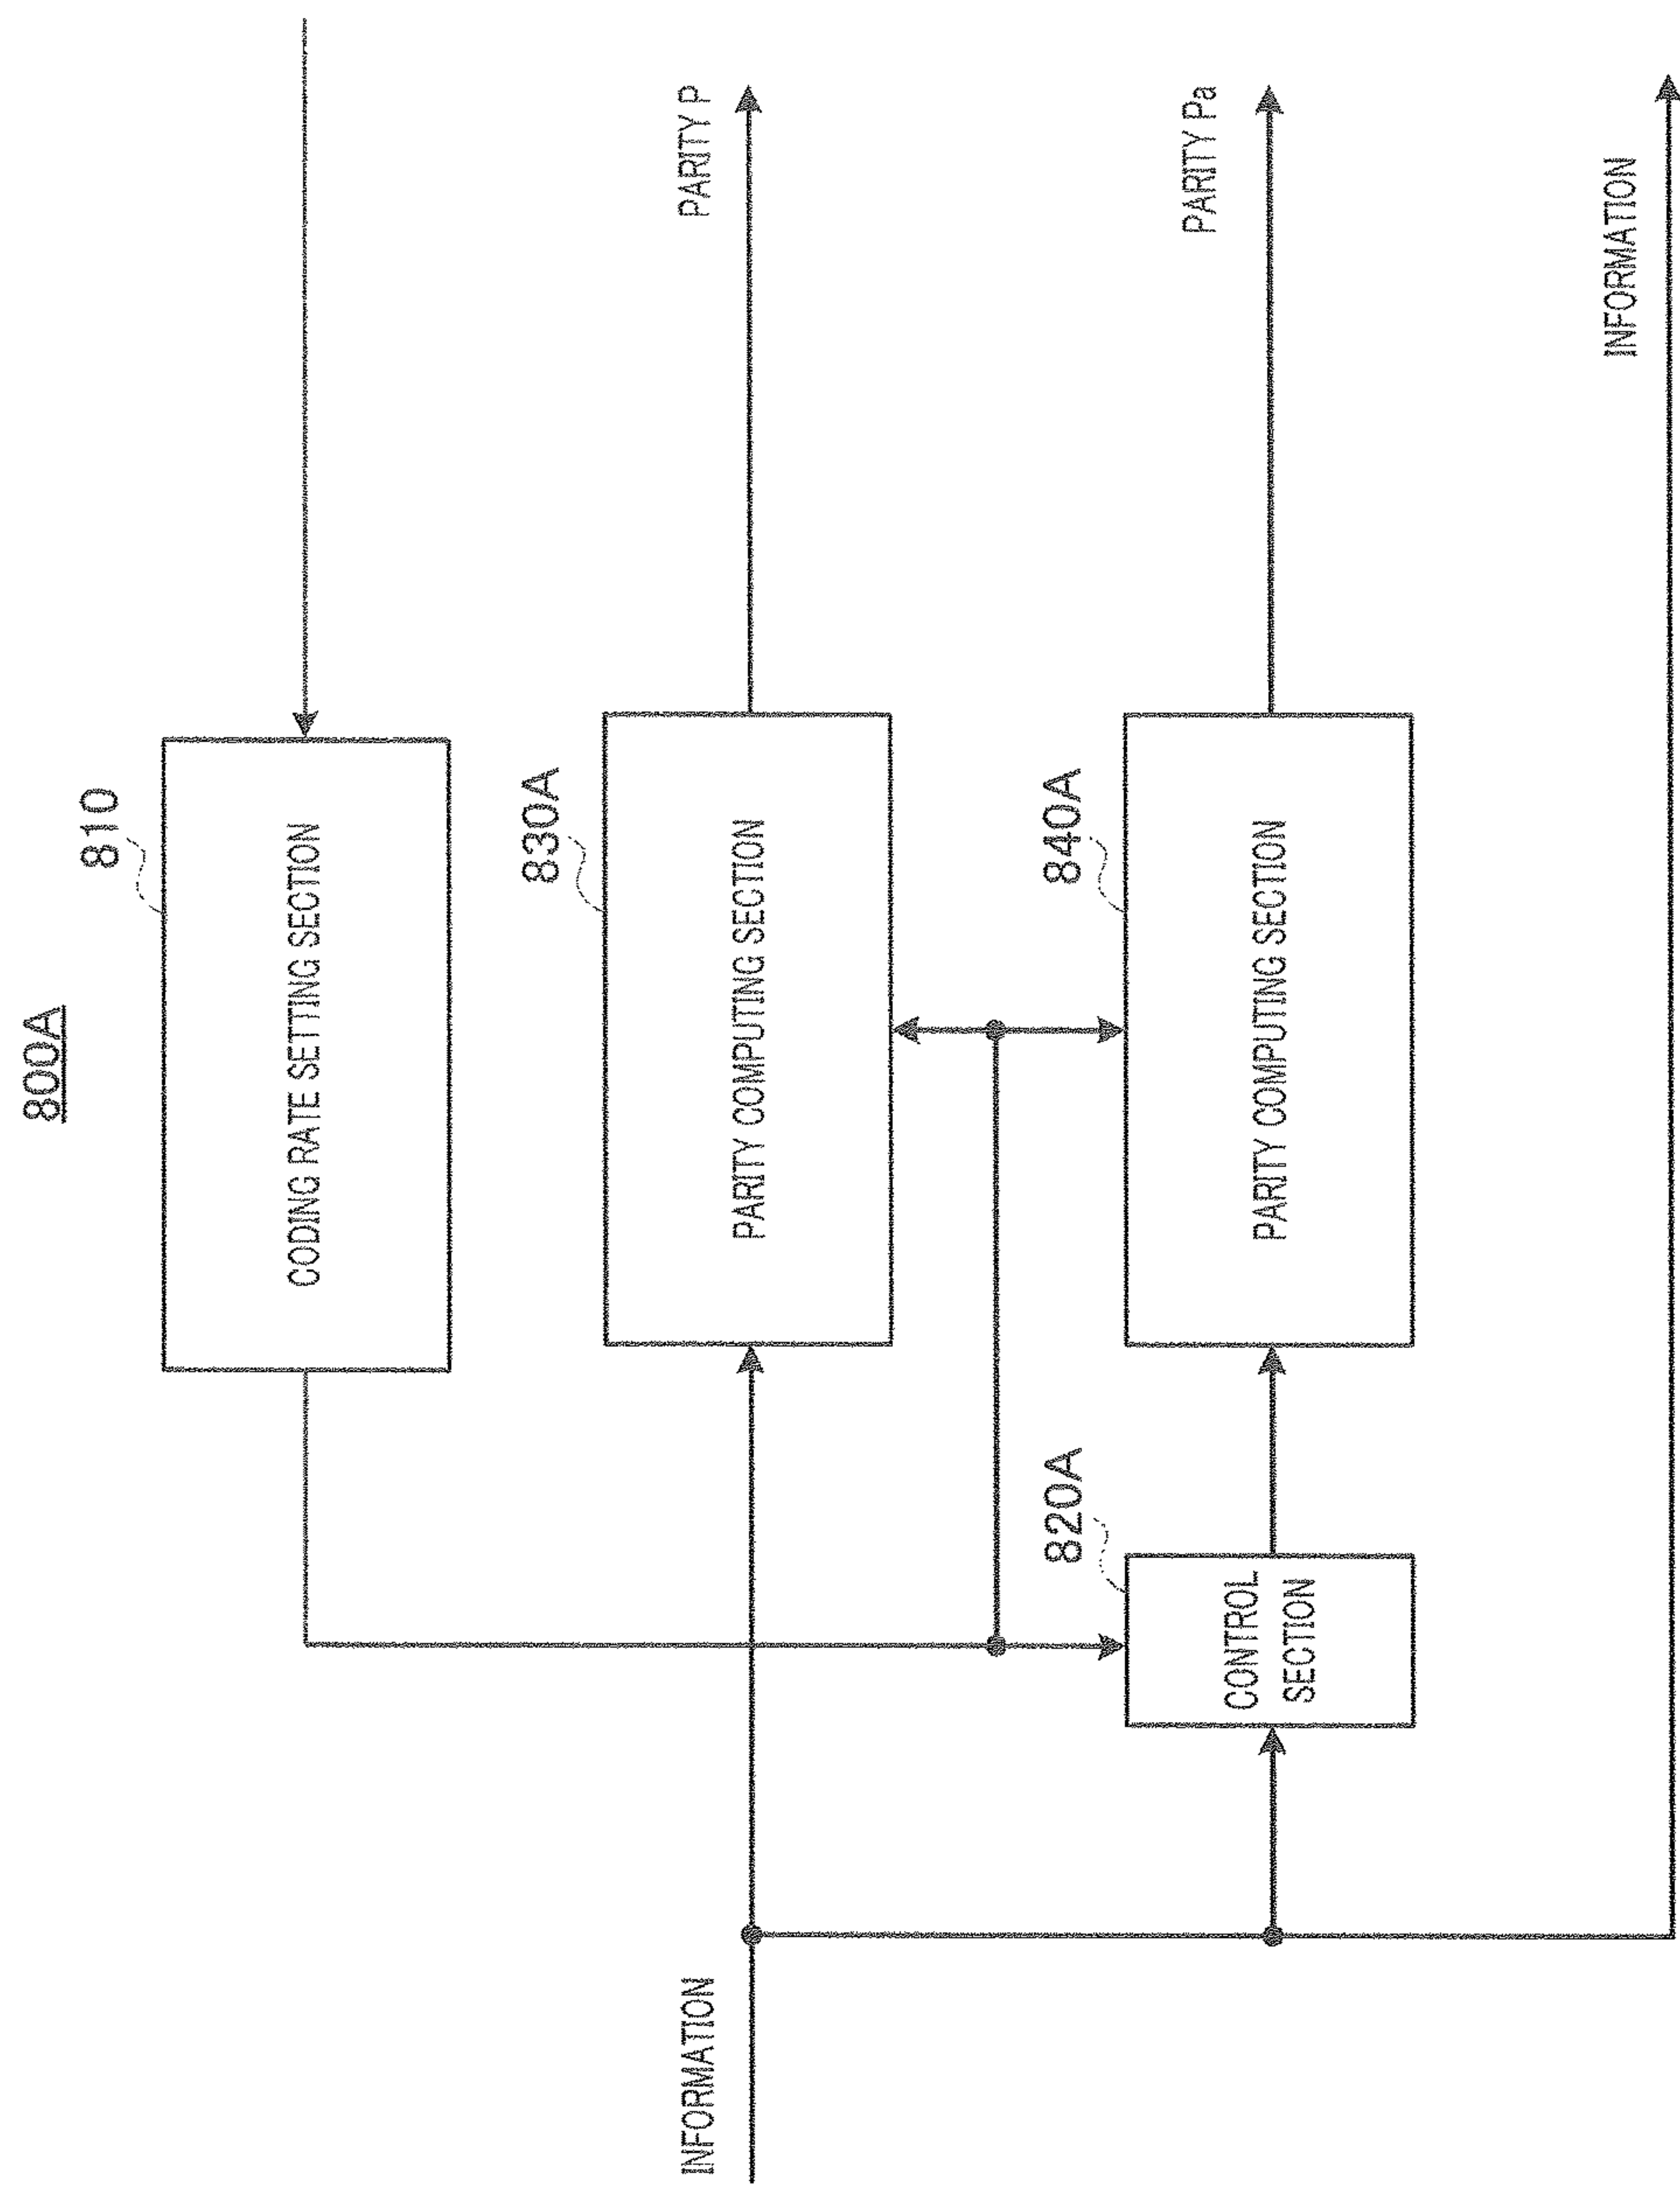 800A
810
CODING RATE SETTING SECTION
INFORMATION
830A
PARITY COMPUTING SECTION
PARITY P
820A
CONTROL
SECTION
840A
PARITY COMPUTING SECTION
PARITY Pa
INFORMATION